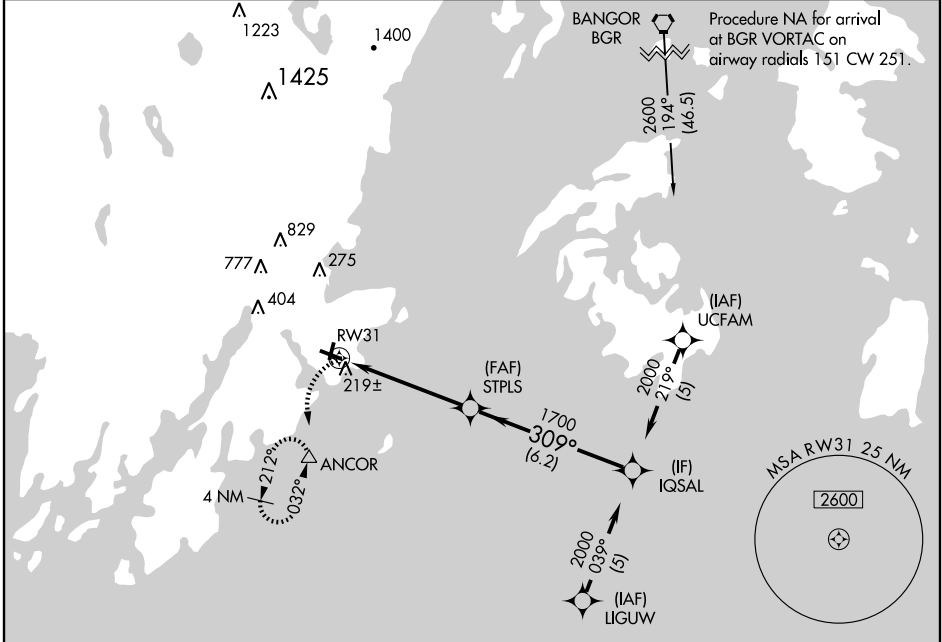 1223
1400
1425
BANGOR
BGR
Procedure NA for arrival
at BGR VORTAC on
airway radials 151 CW 251.
2600
194°
(46.5)
829
777
275
404
RW31
219±
(FAF)
STPLS
(IAF)
UCFAM
2000
219°
(5)
1700
309°
(6.2)
(IF)
IQSAL
ANCOR
212°
032°
4 NM
2000
039°
(5)
(IAF)
LIGUW
MSA RW31 25 NM
2600